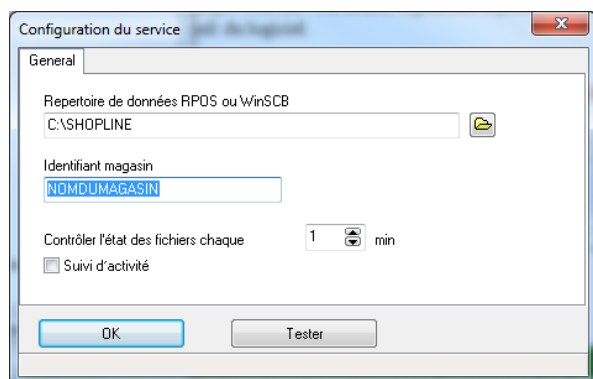 Configuration du service
General
Repertoire de données RPOS ou WinSCB
C:\SHOPLINE
Identifiant magasin
NOMDUMAGASIN
Contrôler l'état des fichiers chaque 1 min
Suivi d'activité
OK Tester